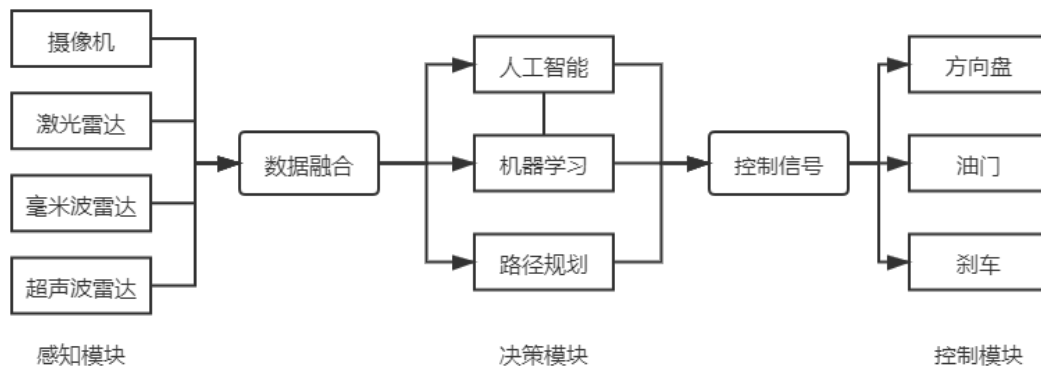 摄像机
激光雷达
毫米波雷达
超声波雷达
感知模块
数据融合
人工智能
机器学习
路径规划
决策模块
控制信号
方向盘
油门
刹车
控制模块